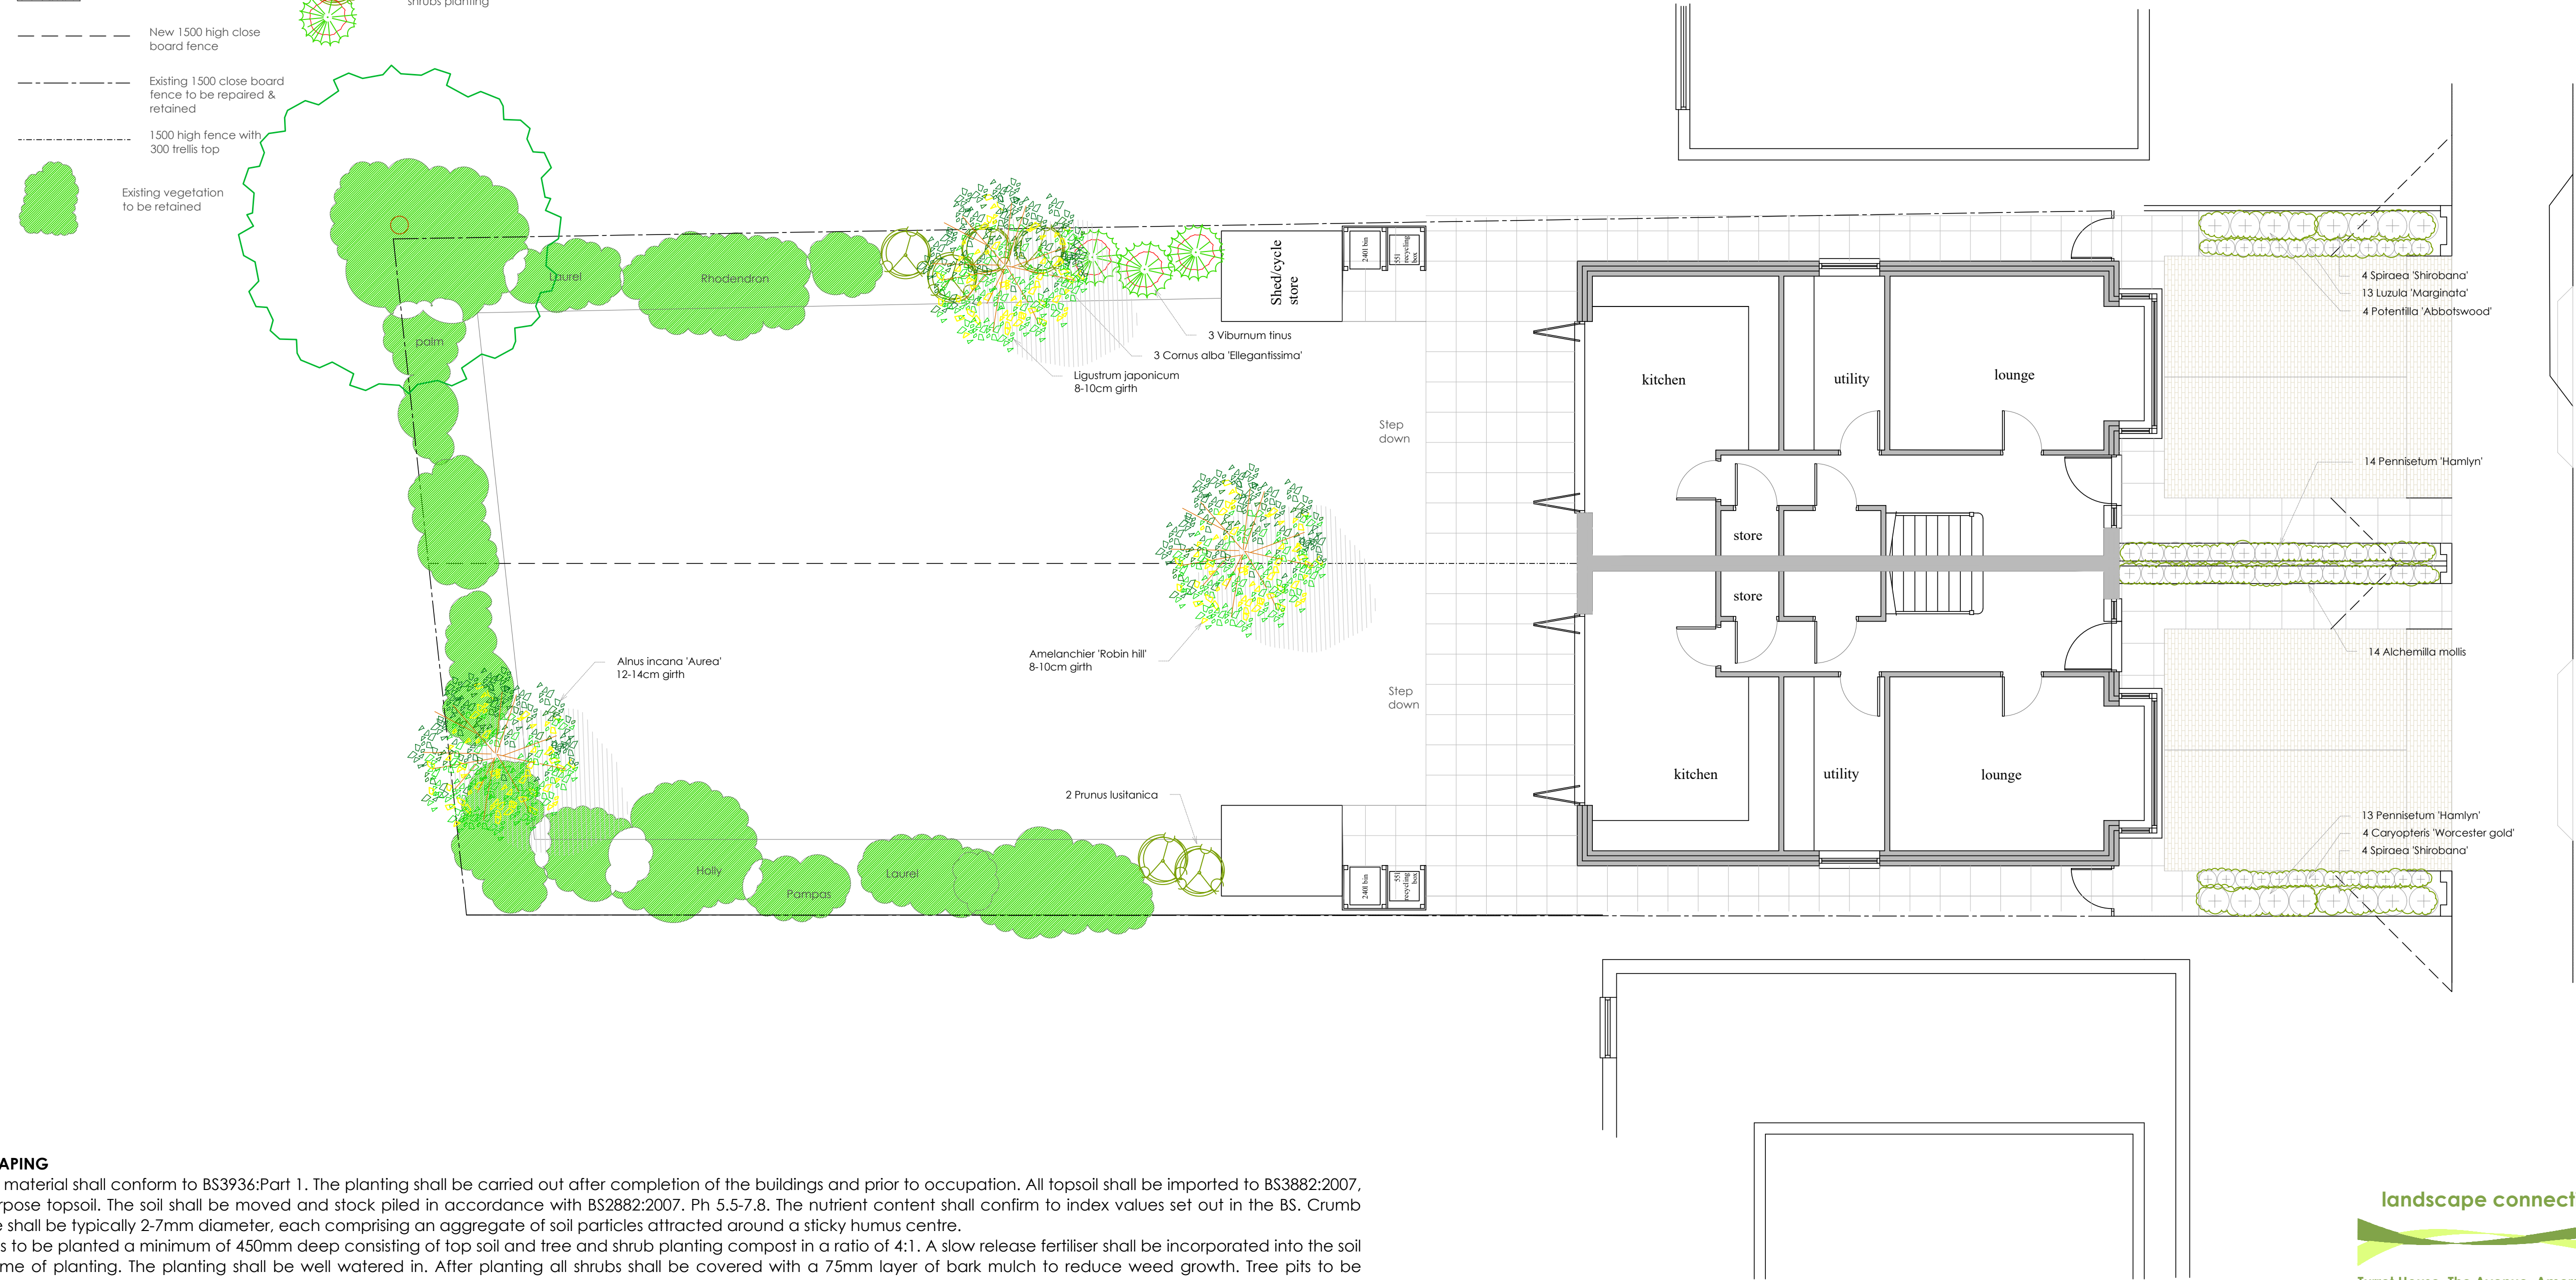 shrubs planting
New 1500 high close
board fence
Existing 1500 close board
fence to be repaired &
retained
1500 high fence with
300 trellis top
Existing vegetation
to be retained
Laurel
Rhodendron
palm
Shed/cycle
store
240l bin
55l
recycling
box
3 Viburnum tinus
3 Cornus alba 'Ellegantissima'
Ligustrum japonicum
8-10cm girth
Step
down
kitchen
utility
lounge
4 Spiraea 'Shirobana'
13 Luzula 'Marginata'
4 Potentilla 'Abbotswood'
14 Pennisetum 'Hamlyn'
store
store
Alnus incana 'Aurea'
12-14cm girth
Amelanchier 'Robin hill'
8-10cm girth
14 Alchemilla mollis
Step
down
kitchen
utility
lounge
2 Prunus lusitanica
13 Pennisetum 'Hamlyn'
4 Caryopteris 'Worcester gold'
4 Spiraea 'Shirobana'
Holly
Pampas
Laurel
240l bin
55l
recycling
box
APING
material shall conform to BS3936:Part 1. The planting shall be carried out after completion of the buildings and prior to occupation. All topsoil shall be imported to BS3882:2007,
rpose topsoil. The soil shall be moved and stock piled in accordance with BS2882:2007. Ph 5.5-7.8. The nutrient content shall confirm to index values set out in the BS. Crumb
e shall be typically 2-7mm diameter, each comprising an aggregate of soil particles attracted around a sticky humus centre.
s to be planted a minimum of 450mm deep consisting of top soil and tree and shrub planting compost in a ratio of 4:1. A slow release fertiliser shall be incorporated into the soil
me of planting. The planting shall be well watered in. After planting all shrubs shall be covered with a 75mm layer of bark mulch to reduce weed growth. Tree pits to be
landscape connect